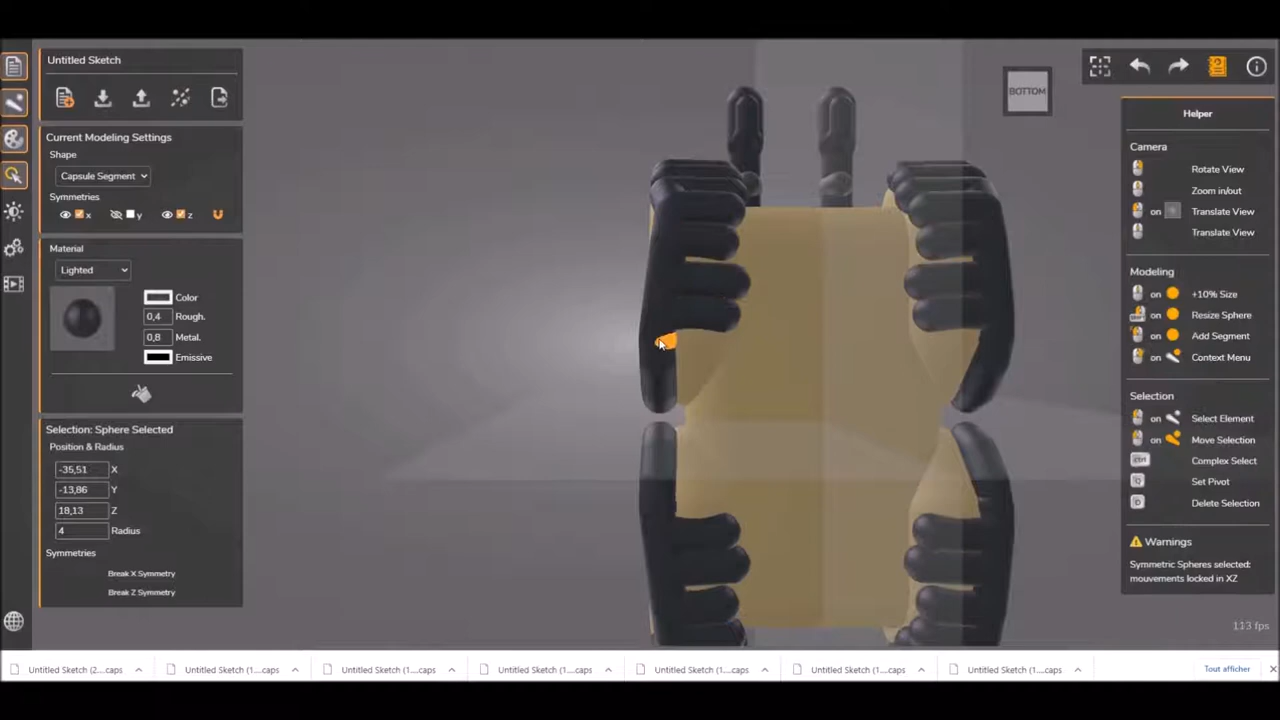 Untitled Sketch
Current Modeling Settings
Shape
Capsule Segment
Symmetries
x y z
Material
Lighted
Color
0,4 Rough.
0,8 Metal.
Emissive
Selection: Sphere Selected
Position & Radius
-35,51 X
-13,86 Y
18,13 Z
4 Radius
Symmetries
Break X Symmetry
Break Z Symmetry
BOTTOM
Helper
Camera
Rotate View
Zoom in/out
on Translate View
Translate View
Modeling
on +10% Size
on Resize Sphere
on Add Segment
on Context Menu
Selection
on Select Element
on Move Selection
ctrl Complex Select
Set Pivot
Delete Selection
Warnings
Symmetric Spheres selected:
mouvements locked in XZ
113 fps
Untitled Sketch (2....caps Untitled Sketch (1....caps Untitled Sketch (1....caps Untitled Sketch (1....caps Untitled Sketch (1....caps Untitled Sketch (1....caps Untitled Sketch (1....caps Tout afficher